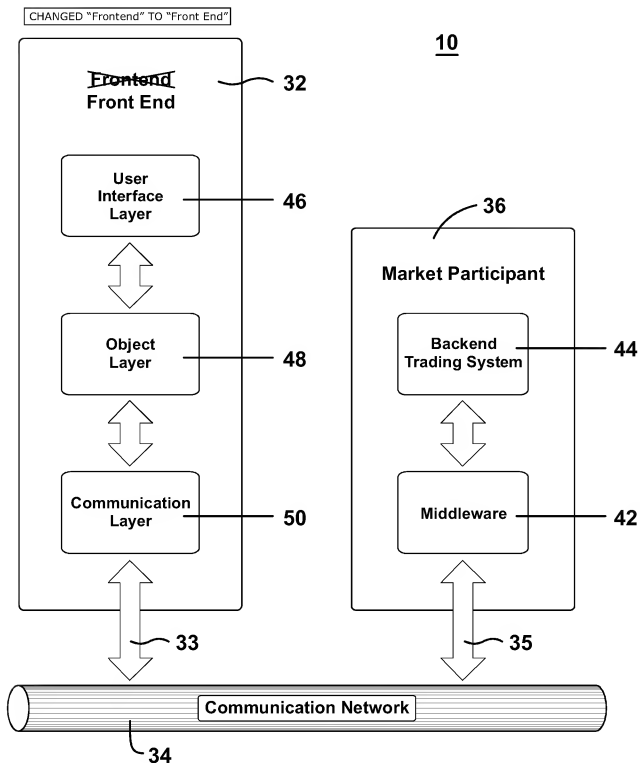 CHANGED “Frontend” TO “Front End”
10
Frontend
Front End
32
User
Interface
Layer
46
36
Market Participant
Object
Layer
48
Backend
Trading System
44
Communication
Layer
50
Middleware
42
33
35
Communication Network
34